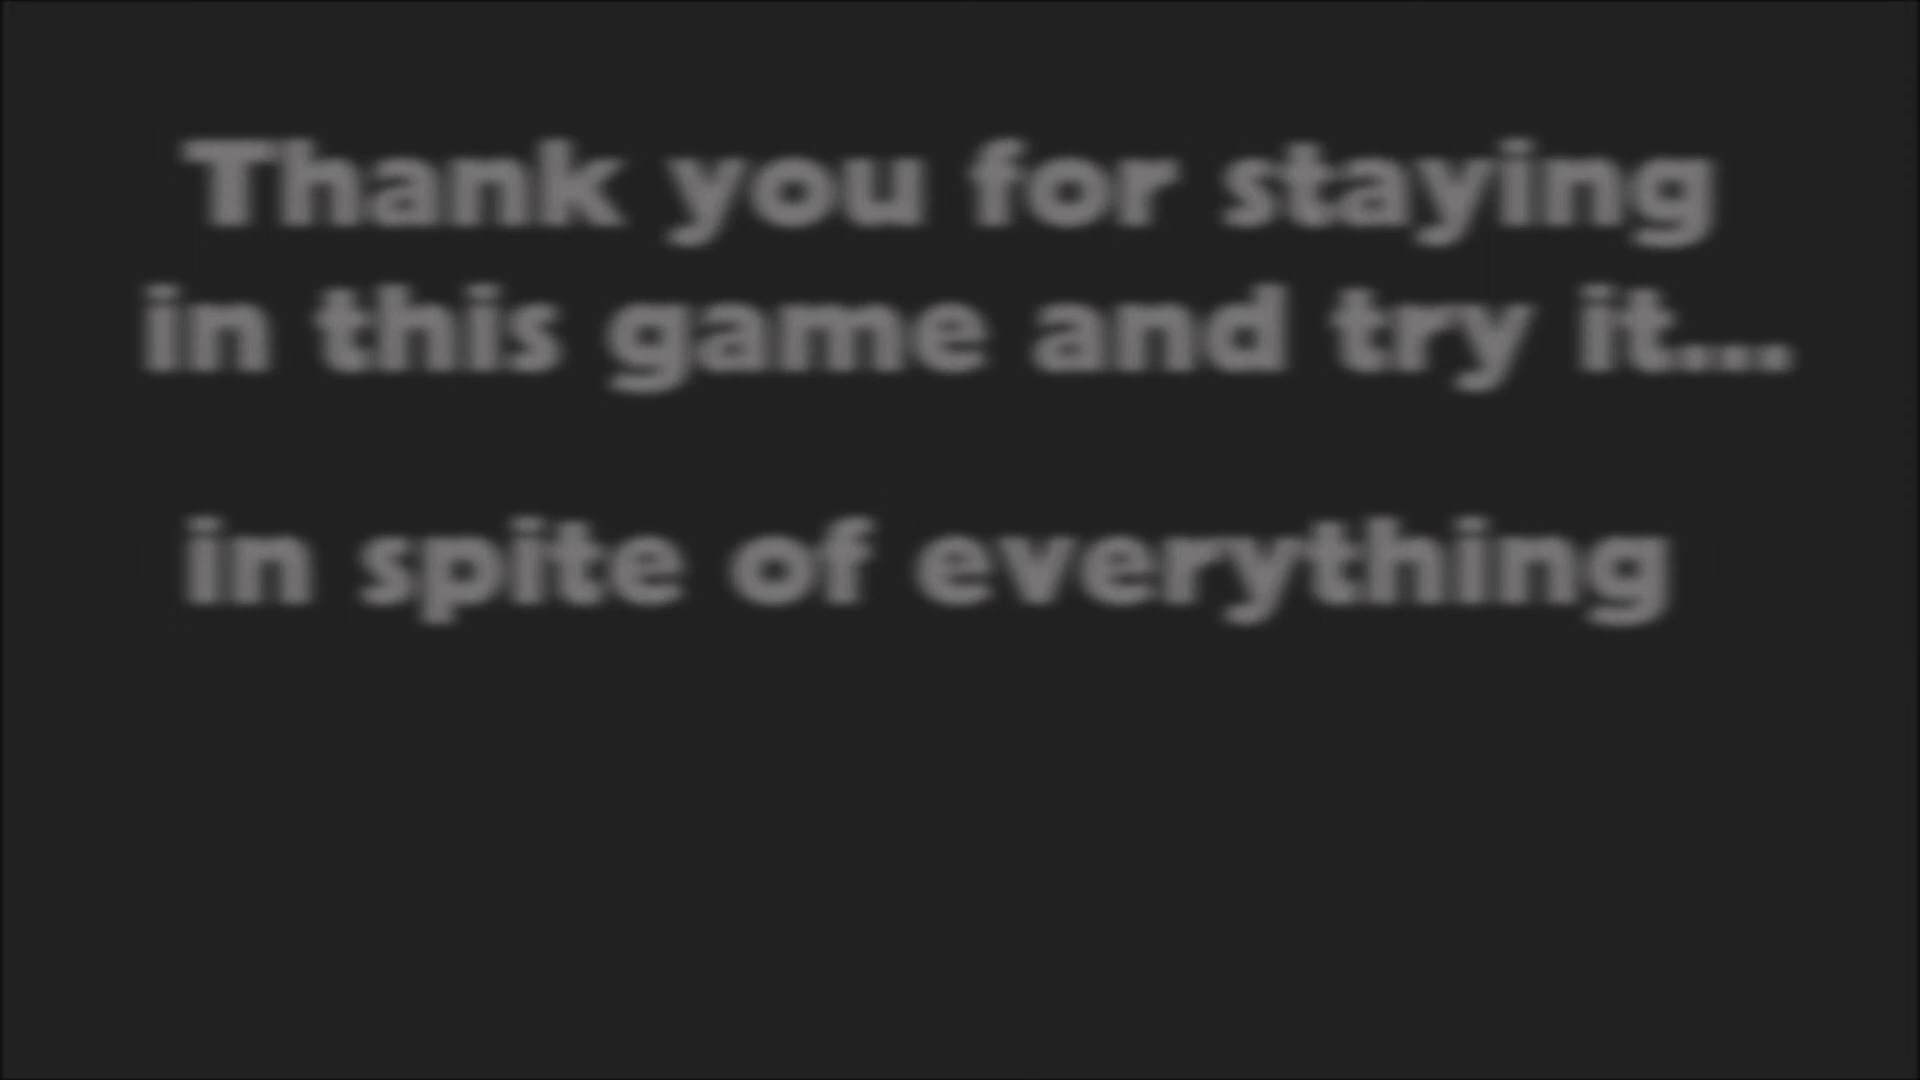 Thank you for staying
in this game and try it...
in spite of everything